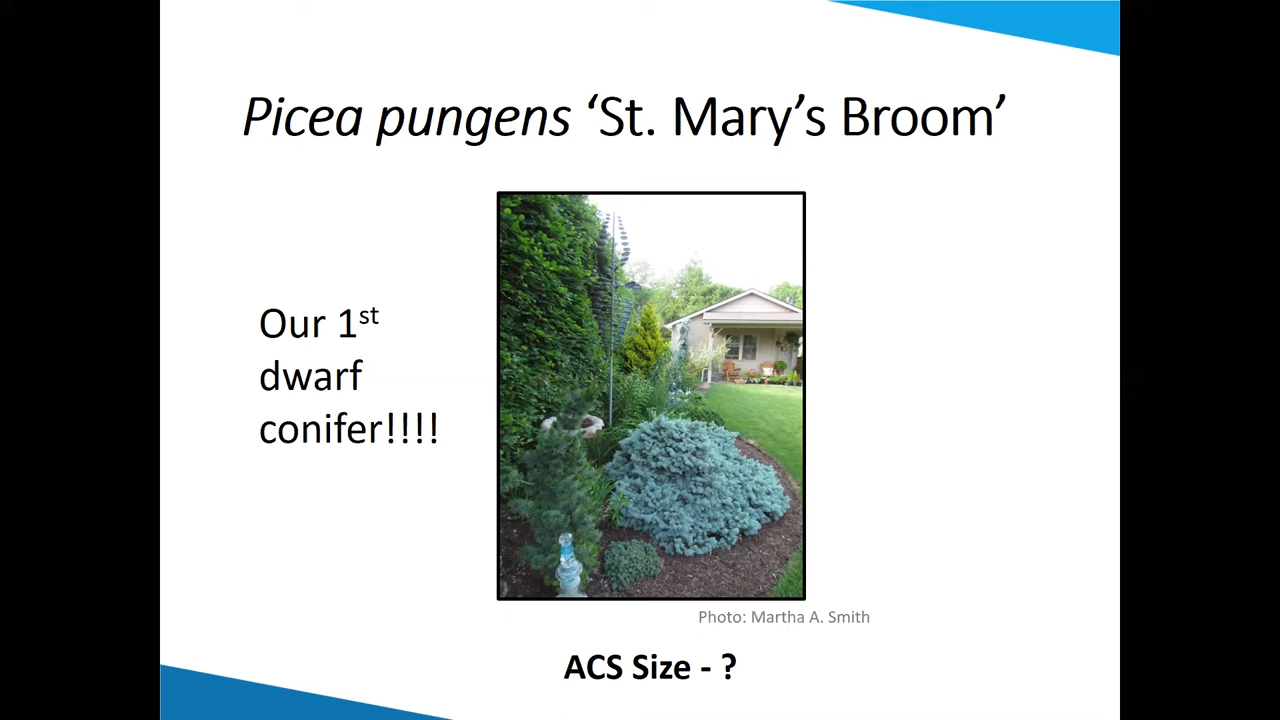 Picea pungens ‘St. Mary’s Broom’
Our 1st
dwarf
conifer!!!!
Photo: Martha A. Smith
ACS Size - ?